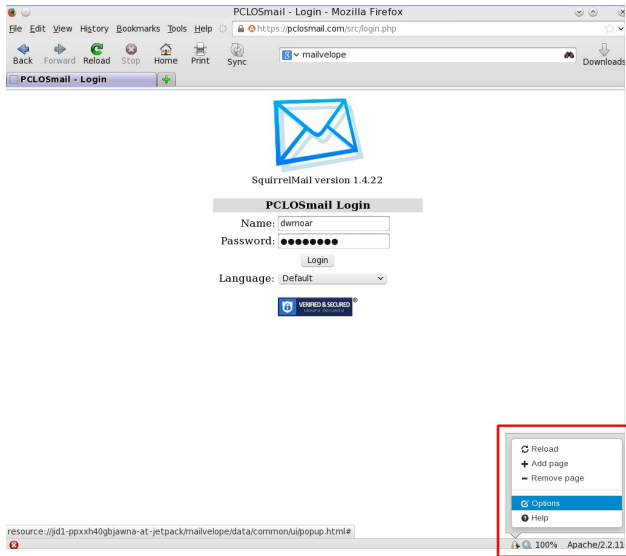 PCLOSmail - Login - Mozilla Firefox
File Edit View History Bookmarks Tools Help https://pclosmail.com/src/login.php
Back Forward Reload Stop Home Print Sync mailvelope Downloads
PCLOSmail - Login
SquirrelMail version 1.4.22
PCLOSmail Login
Name: dwmoar
Password: ●●●●●●●●
Login
Language: Default
VERIFIED & SECURED
VERIFY SECURITY
Reload
Add page
Remove page
Options
Help
resource://jid1-ppxxh40gbjawna-at-jetpack/mailvelope/data/common/ui/popup.html#
100% Apache/2.2.11